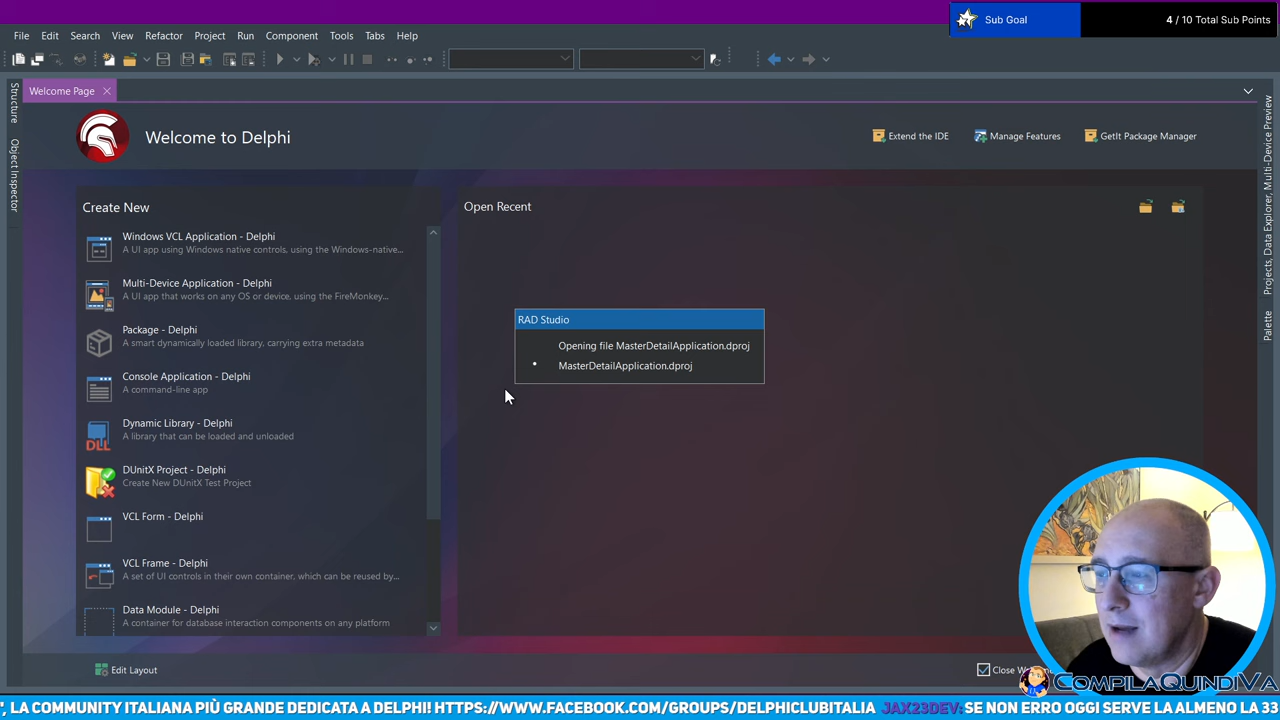 Sub Goal
4 / 10 Total Sub Points
File Edit Search View Refactor Project Run Component Tools Tabs Help
Welcome Page
Structure
Object Inspector
Projects, Data Explorer, Multi-Device Preview
Palette
Welcome to Delphi
Extend the IDE
Manage Features
GetIt Package Manager
Create New
Windows VCL Application - Delphi
A UI app using Windows native controls, using the Windows-native...
Multi-Device Application - Delphi
A UI app that works on any OS or device, using the FireMonkey...
Package - Delphi
A smart dynamically loaded library, carrying extra metadata
Console Application - Delphi
A command-line app
Dynamic Library - Delphi
A library that can be loaded and unloaded
DLL
DUnitX Project - Delphi
Create New DUnitX Test Project
VCL Form - Delphi
VCL Frame - Delphi
A set of UI controls in their own container, which can be reused by...
Data Module - Delphi
A container for database interaction components on any platform
Open Recent
RAD Studio
Opening file MasterDetailApplication.dproj
MasterDetailApplication.dproj
Edit Layout
Close
COMPILAQUINDIVA
", LA COMMUNITY ITALIANA PIÙ GRANDE DEDICATA A DELPHI! HTTPS://WWW.FACEBOOK.COM/GROUPS/DELPHICLUBITALIA JAX23DEV: SE NON ERRO OGGI SERVE LA ALMENO LA 33